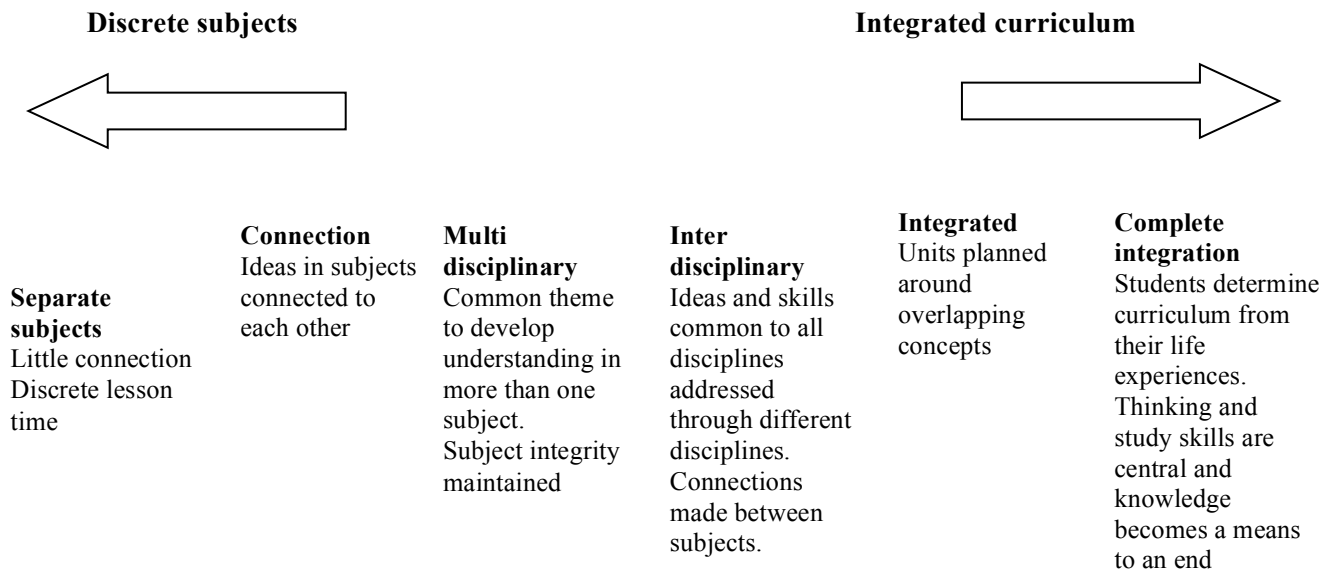 Discrete subjects
Integrated curriculum
Separate
subjects
Little connection
Discrete lesson
time
Connection
Ideas in subjects
connected to
each other
Multi
disciplinary
Common theme
to develop
understanding in
more than one
subject.
Subject integrity
maintained
Inter
disciplinary
Ideas and skills
common to all
disciplines
addressed
through different
disciplines.
Connections
made between
subjects.
Integrated
Units planned
around
overlapping
concepts
Complete
integration
Students determine
curriculum from
their life
experiences.
Thinking and
study skills are
central and
knowledge
becomes a means
to an end